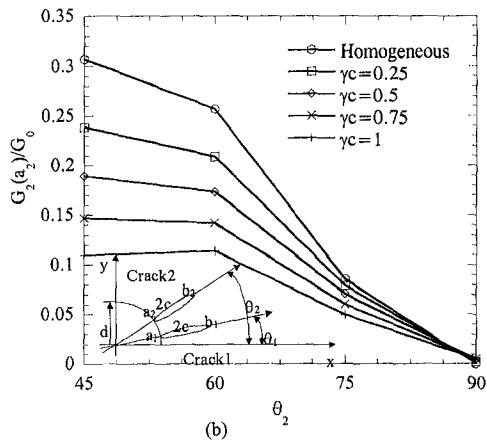 0.35
0.3
0.25
0.2
0.15
0.1
0.05
0
G₂(a₂)/G₀
Homogeneous
γc=0.25
γc=0.5
γc=0.75
γc=1
y
Crack2
d
a₂ 2c b₂
a₁ 2c b₁
θ₂
θ₁
Crack1
x
45 60 75 90
θ₂
(b)